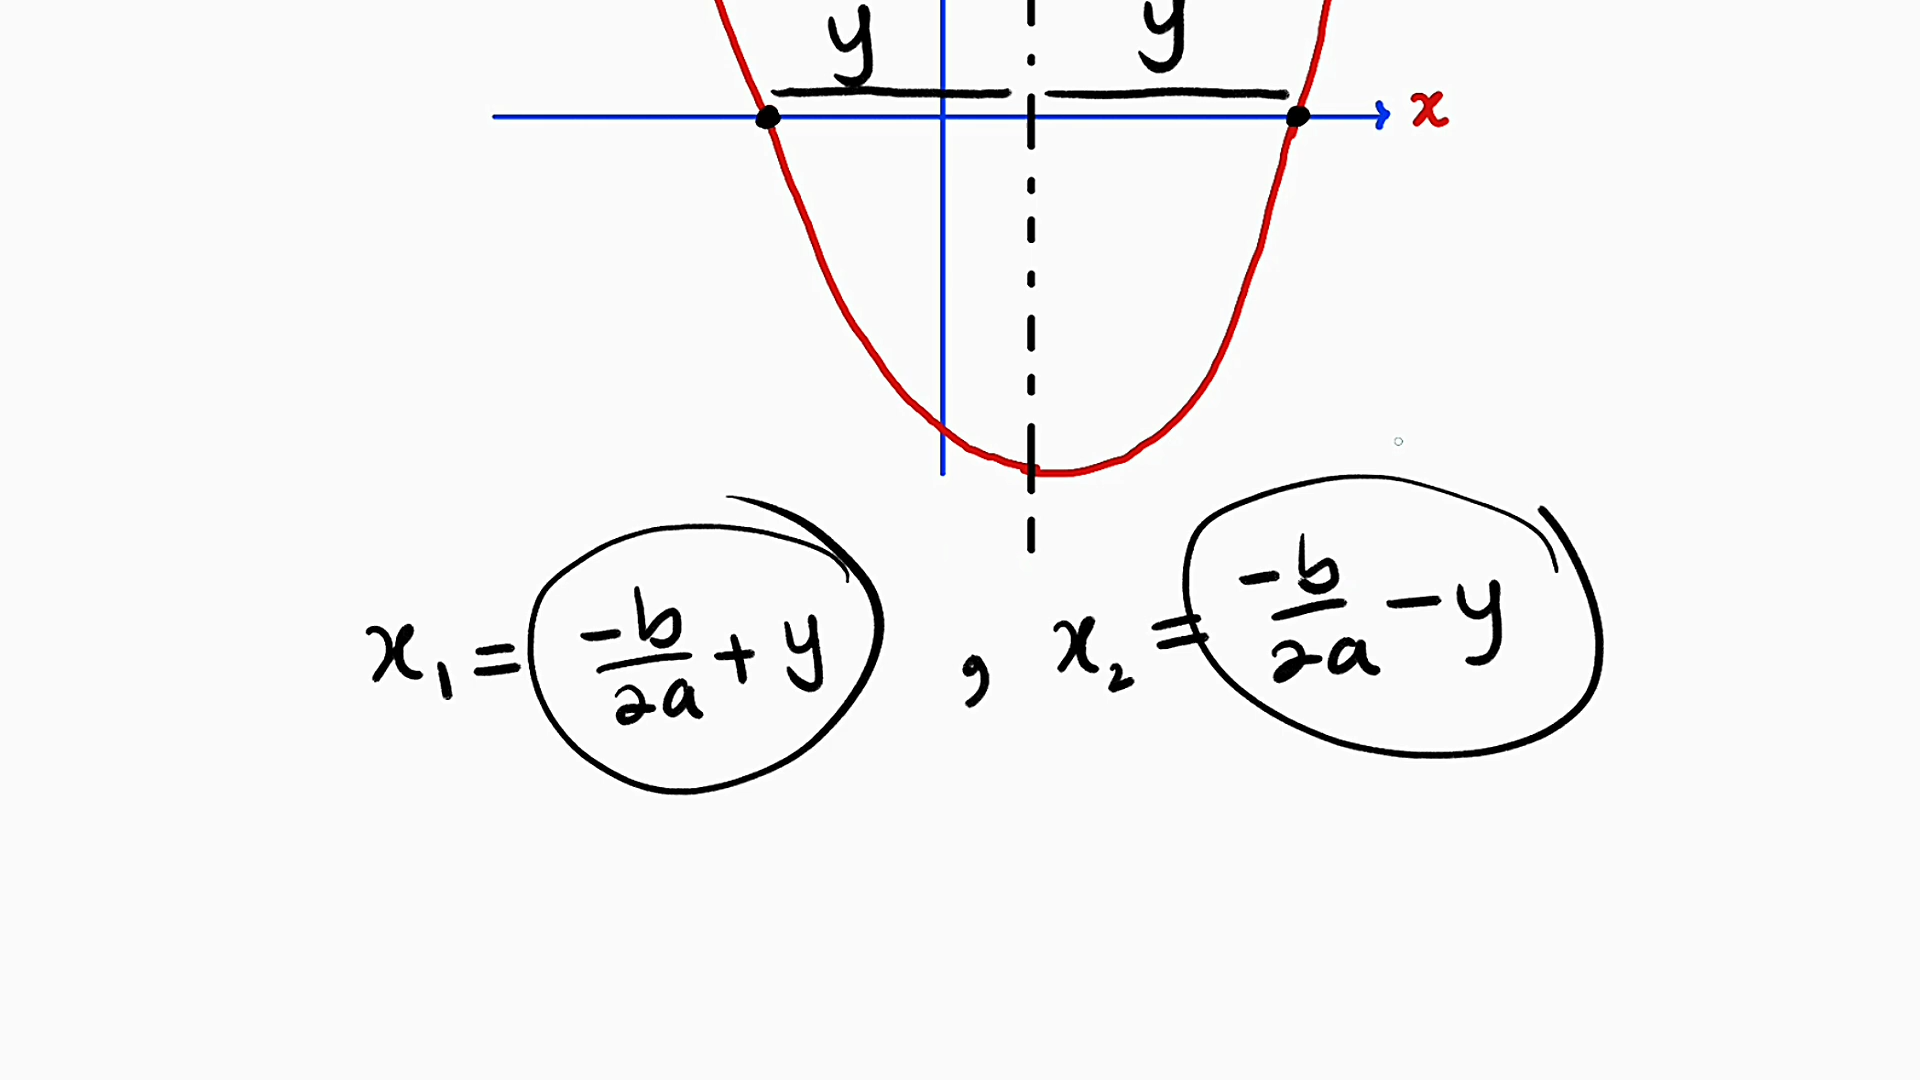 y y
x
x₁ = -b/2a + y , x₂ = -b/2a - y